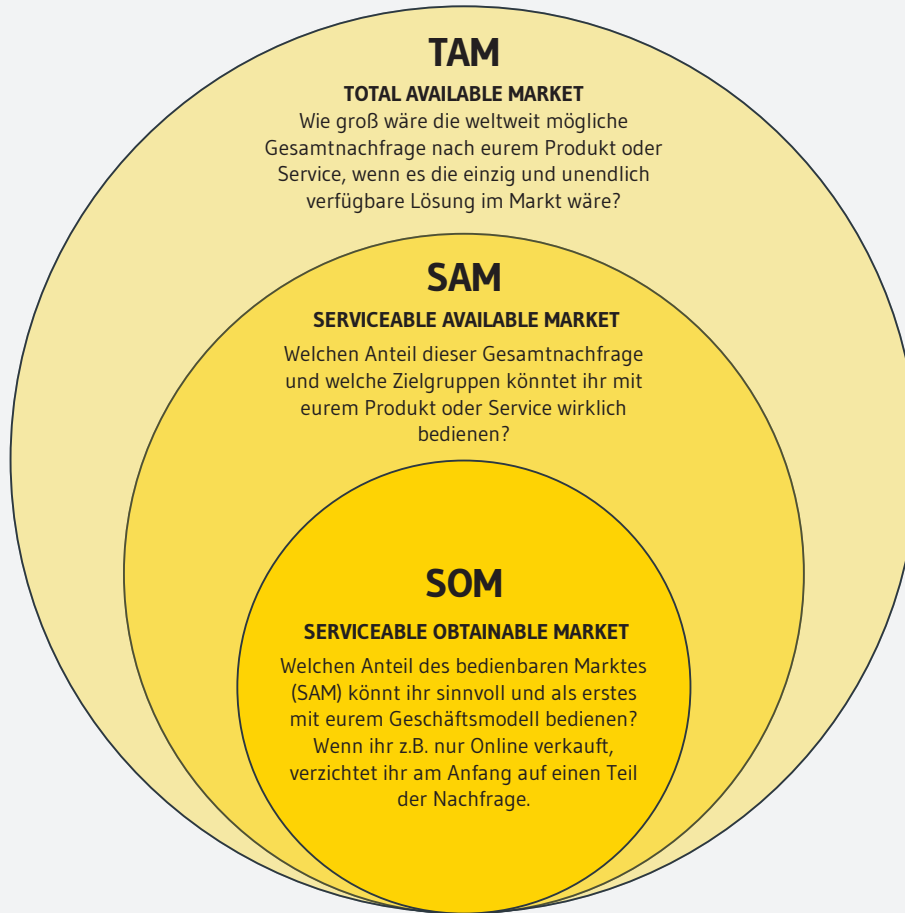 TAM
TOTAL AVAILABLE MARKET
Wie groß wäre die weltweit mögliche
Gesamtnachfrage nach eurem Produkt oder
Service, wenn es die einzig und unendlich
verfügbare Lösung im Markt wäre?
SAM
SERVICEABLE AVAILABLE MARKET
Welchen Anteil dieser Gesamtnachfrage
und welche Zielgruppen könntet ihr mit
eurem Produkt oder Service wirklich
bedienen?
SOM
SERVICEABLE OBTAINABLE MARKET
Welchen Anteil des bedienbaren Marktes
(SAM) könnt ihr sinnvoll und als erstes
mit eurem Geschäftsmodell bedienen?
Wenn ihr z.B. nur Online verkauft,
verzichtet ihr am Anfang auf einen Teil
der Nachfrage.